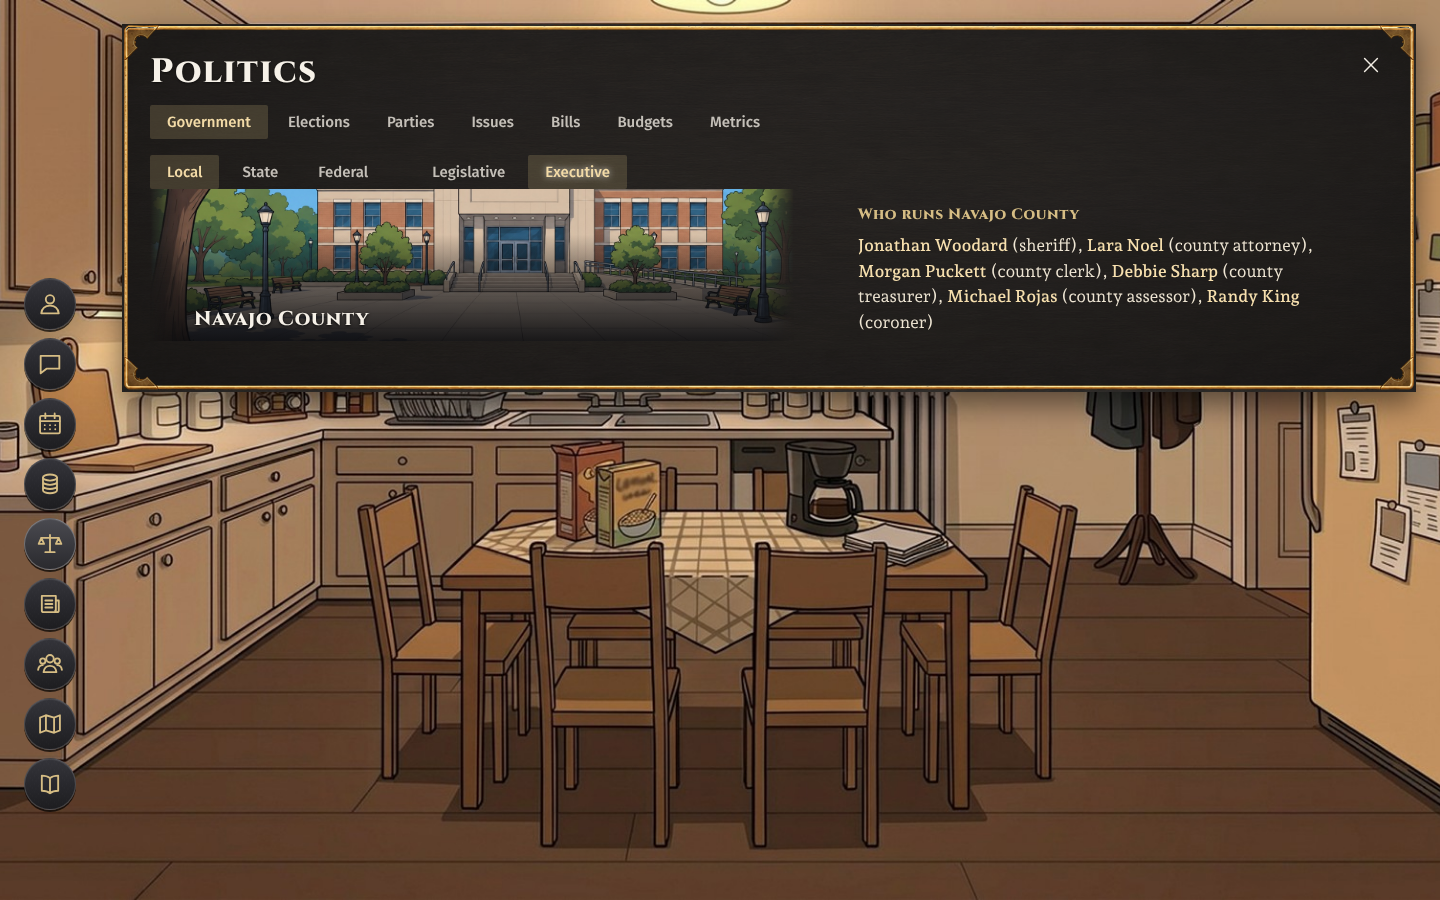 Politics
Government Elections Parties Issues Bills Budgets Metrics
Local State Federal Legislative Executive
Navajo County
Who runs Navajo County
Jonathan Woodard (sheriff), Lara Noel (county attorney),
Morgan Puckett (county clerk), Debbie Sharp (county
treasurer), Michael Rojas (county assessor), Randy King
(coroner)